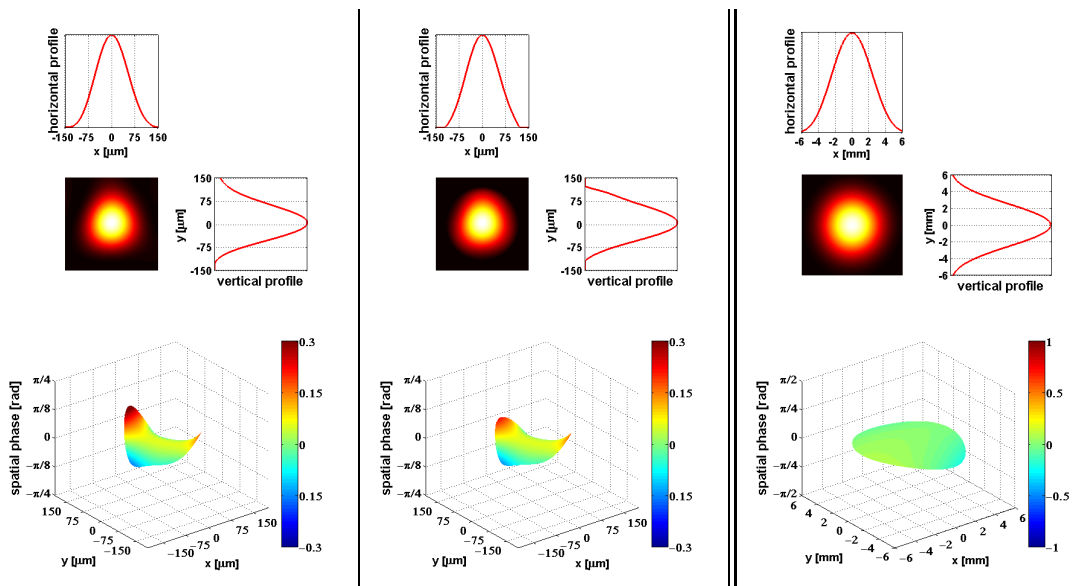 horizontal profile
-150 -75 0 75 150
x [μm]
150
75
0
-75
-150
y [μm]
vertical profile
π/4
π/8
0
−π/8
−π/4
spatial phase [rad]
150
75
0
−75
−150
y [μm]
−150
−75
0
75
150
x [μm]
0.3
0.15
0
0.15
−0.3
horizontal profile
-150 -75 0 75 150
x [μm]
150
75
0
-75
-150
y [μm]
vertical profile
π/4
π/8
0
−π/8
−π/4
spatial phase [rad]
150
75
0
−75
−150
y [μm]
−150
−75
0
75
150
x [μm]
0.3
0.15
0
0.15
−0.3
horizontal profile
-6 -4 -2 0 2 4 6
x [mm]
6
4
2
0
-2
-4
-6
y [mm]
vertical profile
π/2
π/4
0
−π/4
−π/2
spatial phase [rad]
6
4
2
0
−2
−4
−6
y [mm]
−6
−4
−2
0
2
4
6
x [mm]
1
0.5
0
−0.5
−1